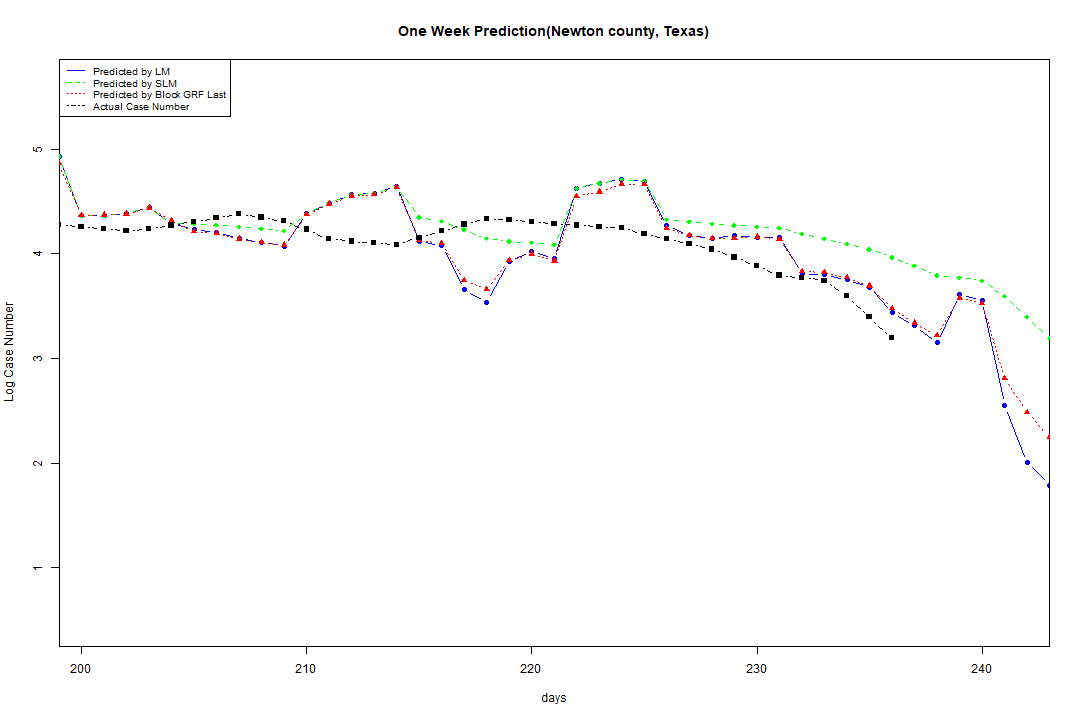 One Week Prediction(Newton county, Texas)
Predicted by LM
Predicted by SLM
Predicted by Block GRF Last
Actual Case Number
5
4
3
2
1
Log Case Number
200 210 220 230 240
days